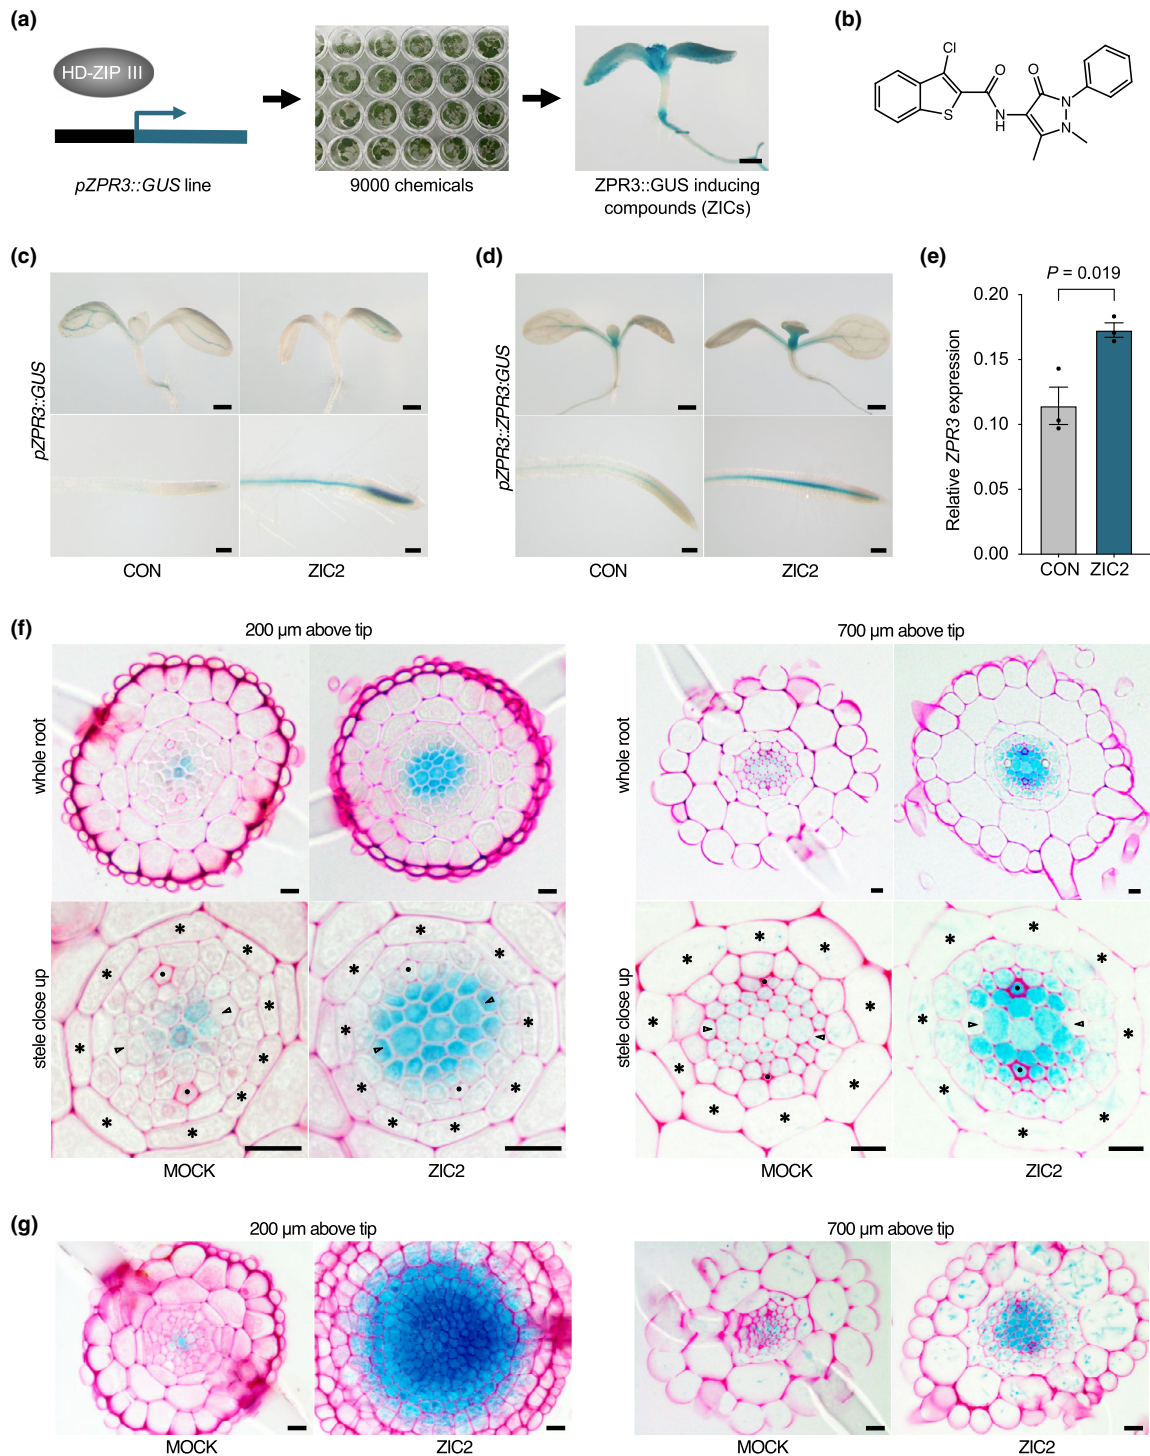 (a)
HD-ZIP III
pZPR3::GUS line
9000 chemicals
ZPR3::GUS inducing
compounds (ZICs)
(b)
Cl
O
S
N
H
O
N
N
(c)
pZPR3::GUS
CON
ZIC2
(d)
pZPR3::ZPR3:GUS
CON
ZIC2
(e)
P = 0.019
Relative ZPR3 expression
0.20
0.15
0.10
0.05
0.00
CON
ZIC2
(f)
200 µm above tip
700 µm above tip
whole root
whole root
stele close up
stele close up
MOCK
ZIC2
MOCK
ZIC2
(g)
200 µm above tip
700 µm above tip
MOCK
ZIC2
MOCK
ZIC2